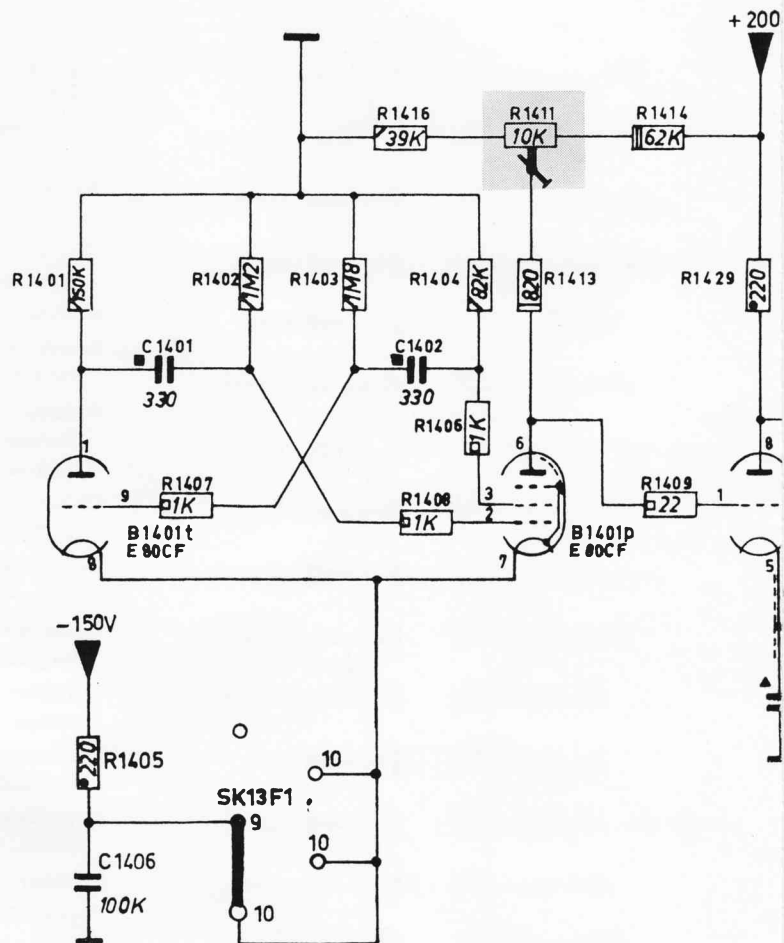 +200
R1416
39K
R1411
10K
R1414
62K
R1401
150K
R1402
1M2
R1403
1M8
R1404
82K
R1413
820
R1429
220
C1401
330
C1402
330
R1406
1K
1
9
R1407
1K
B1401t
E80CF
8
R1408
1K
6
3
2
7
B1401p
E80CF
R1409
22
1
8
5
-150V
R1405
220
SK13F1
9
10
10
10
C1406
100K